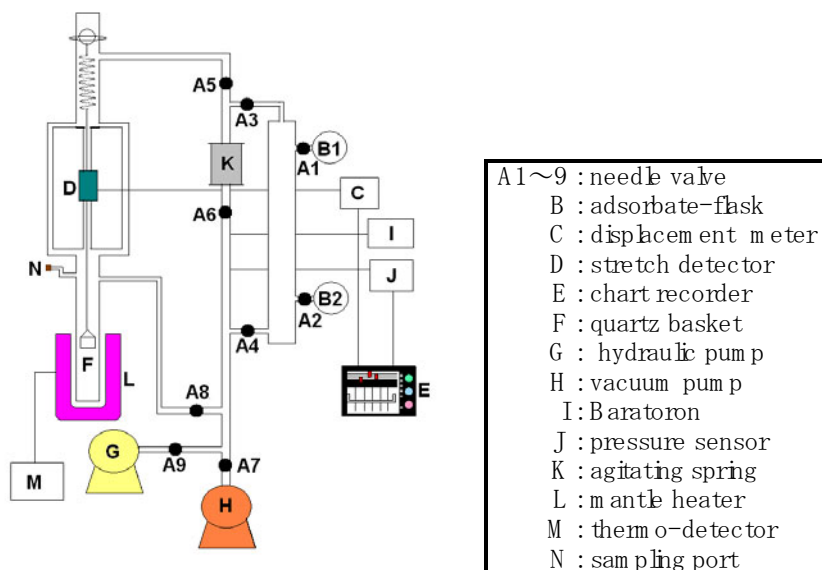 A5
A3
B1
A1
K
D
C
A6
I
N
J
B2
A2
A4
F
L
E
A8
G
A9
A7
M
H
A1～9 : needle valve
B : adsorbate-flask
C : displacement meter
D : stretch detector
E : chart recorder
F : quartz basket
G : hydraulic pump
H : vacuum pump
I : Baratoron
J : pressure sensor
K : agitating spring
L : mantle heater
M : thermo-detector
N : sampling port